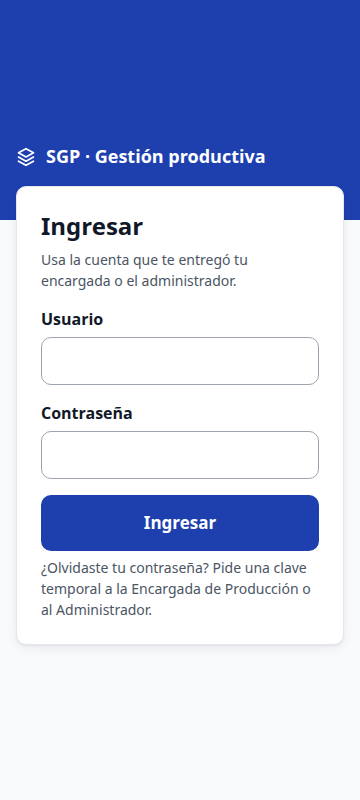 SGP · Gestión productiva
Ingresar
Usa la cuenta que te entregó tu
encargada o el administrador.
Usuario
Contraseña
Ingresar
¿Olvidaste tu contraseña? Pide una clave
temporal a la Encargada de Producción o
al Administrador.